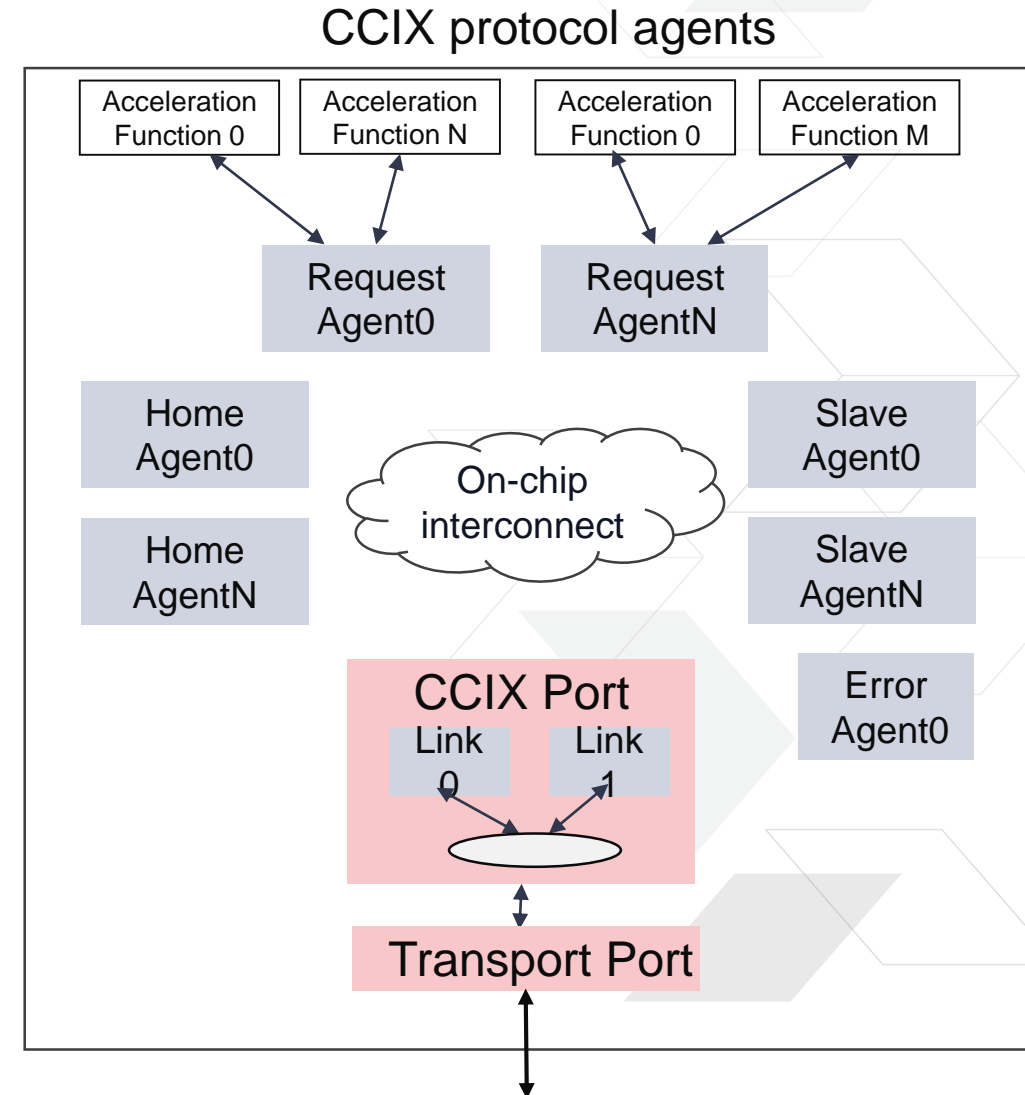 CCIX protocol agents
Acceleration
Function 0
Acceleration
Function N
Acceleration
Function 0
Acceleration
Function M
Request
Agent0
Request
AgentN
Home
Agent0
On-chip
interconnect
Slave
Agent0
Home
AgentN
Slave
AgentN
CCIX Port
Link
0
Link
1
Error
Agent0
Transport Port